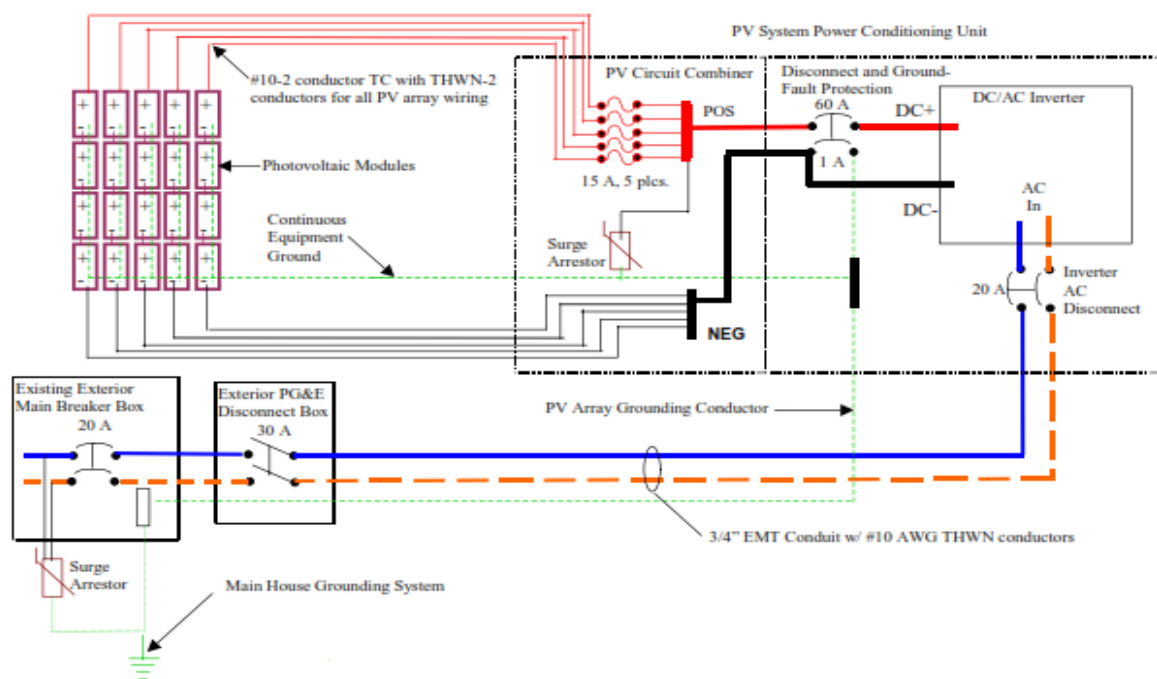 PV System Power Conditioning Unit
#10-2 conductor TC with THWN-2
conductors for all PV array wiring
PV Circuit Combiner
Disconnect and Ground-
Fault Protection
60 A
DC/AC Inverter
POS
DC+
+ + + + +
- - - - -
Photovoltaic Modules
1 A
+ + + + +
- - - - -
15 A, 5 plcs.
AC
In
DC-
+ + + + +
- - - - -
Continuous
Equipment
Ground
Surge
Arrestor
+ + + + +
- - - - -
20 A
Inverter
AC
Disconnect
NEG
Existing Exterior
Main Breaker Box
20 A
Exterior PG&E
Disconnect Box
30 A
PV Array Grounding Conductor
3/4” EMT Conduit w/ #10 AWG THWN conductors
Surge
Arrestor
Main House Grounding System